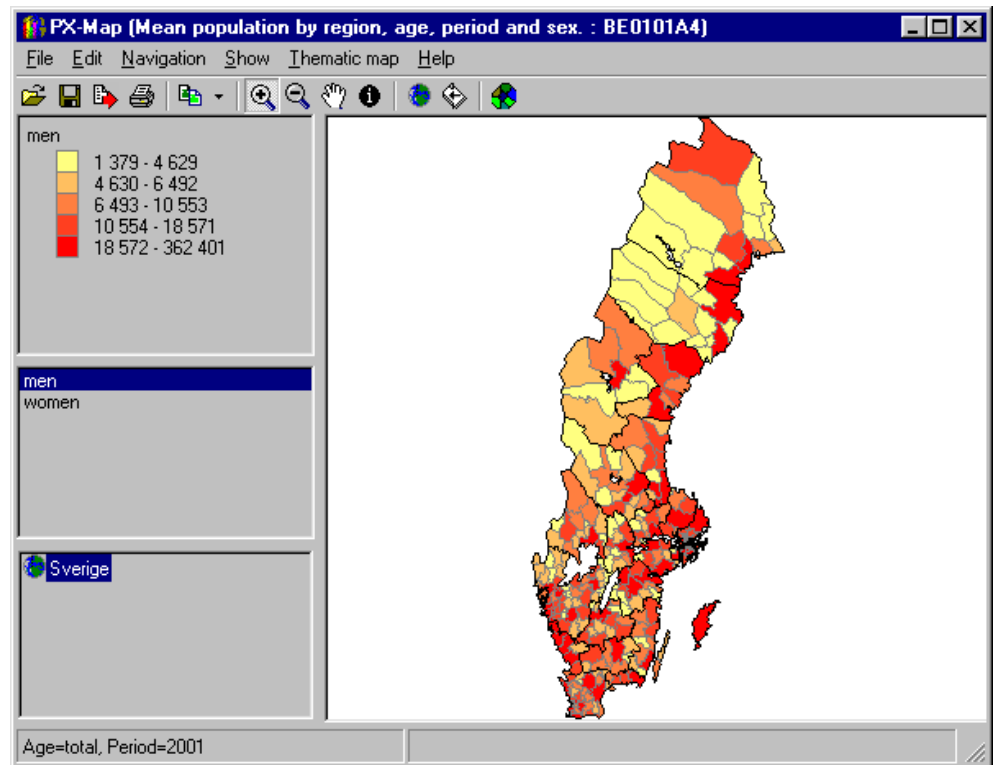 PX-Map (Mean population by region, age, period and sex. : BE0101A4)
File Edit Navigation Show Thematic map Help
men
1 379 - 4 629
4 630 - 6 492
6 493 - 10 553
10 554 - 18 571
18 572 - 362 401
men
women
Sverige
Age=total, Period=2001